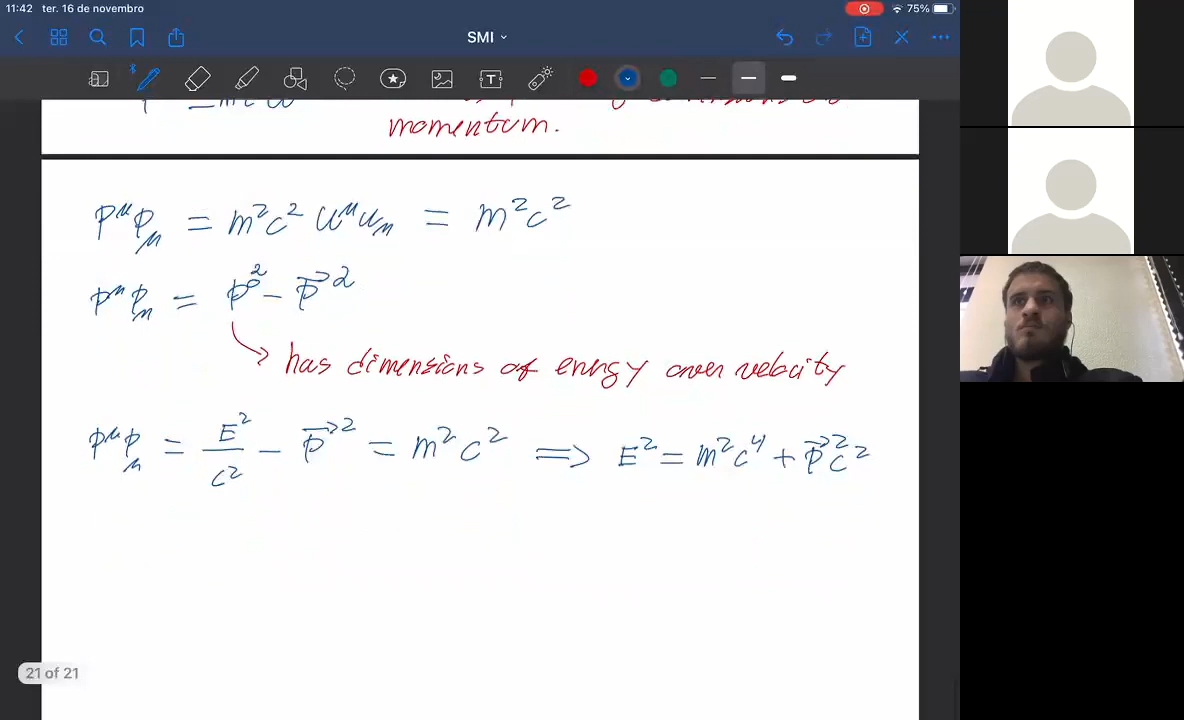 11:42 ter. 16 de novembro
75%
SMI
momentum.
p^μ p_μ = m²c² u^μ u_μ = m²c²
p^μ p_μ = p⁰² − p⃗²
has dimensions of energy over velocity
p^μ p_μ = E²/c² − p⃗² = m²c² ⟹ E² = m²c⁴ + p⃗²c²
21 of 21